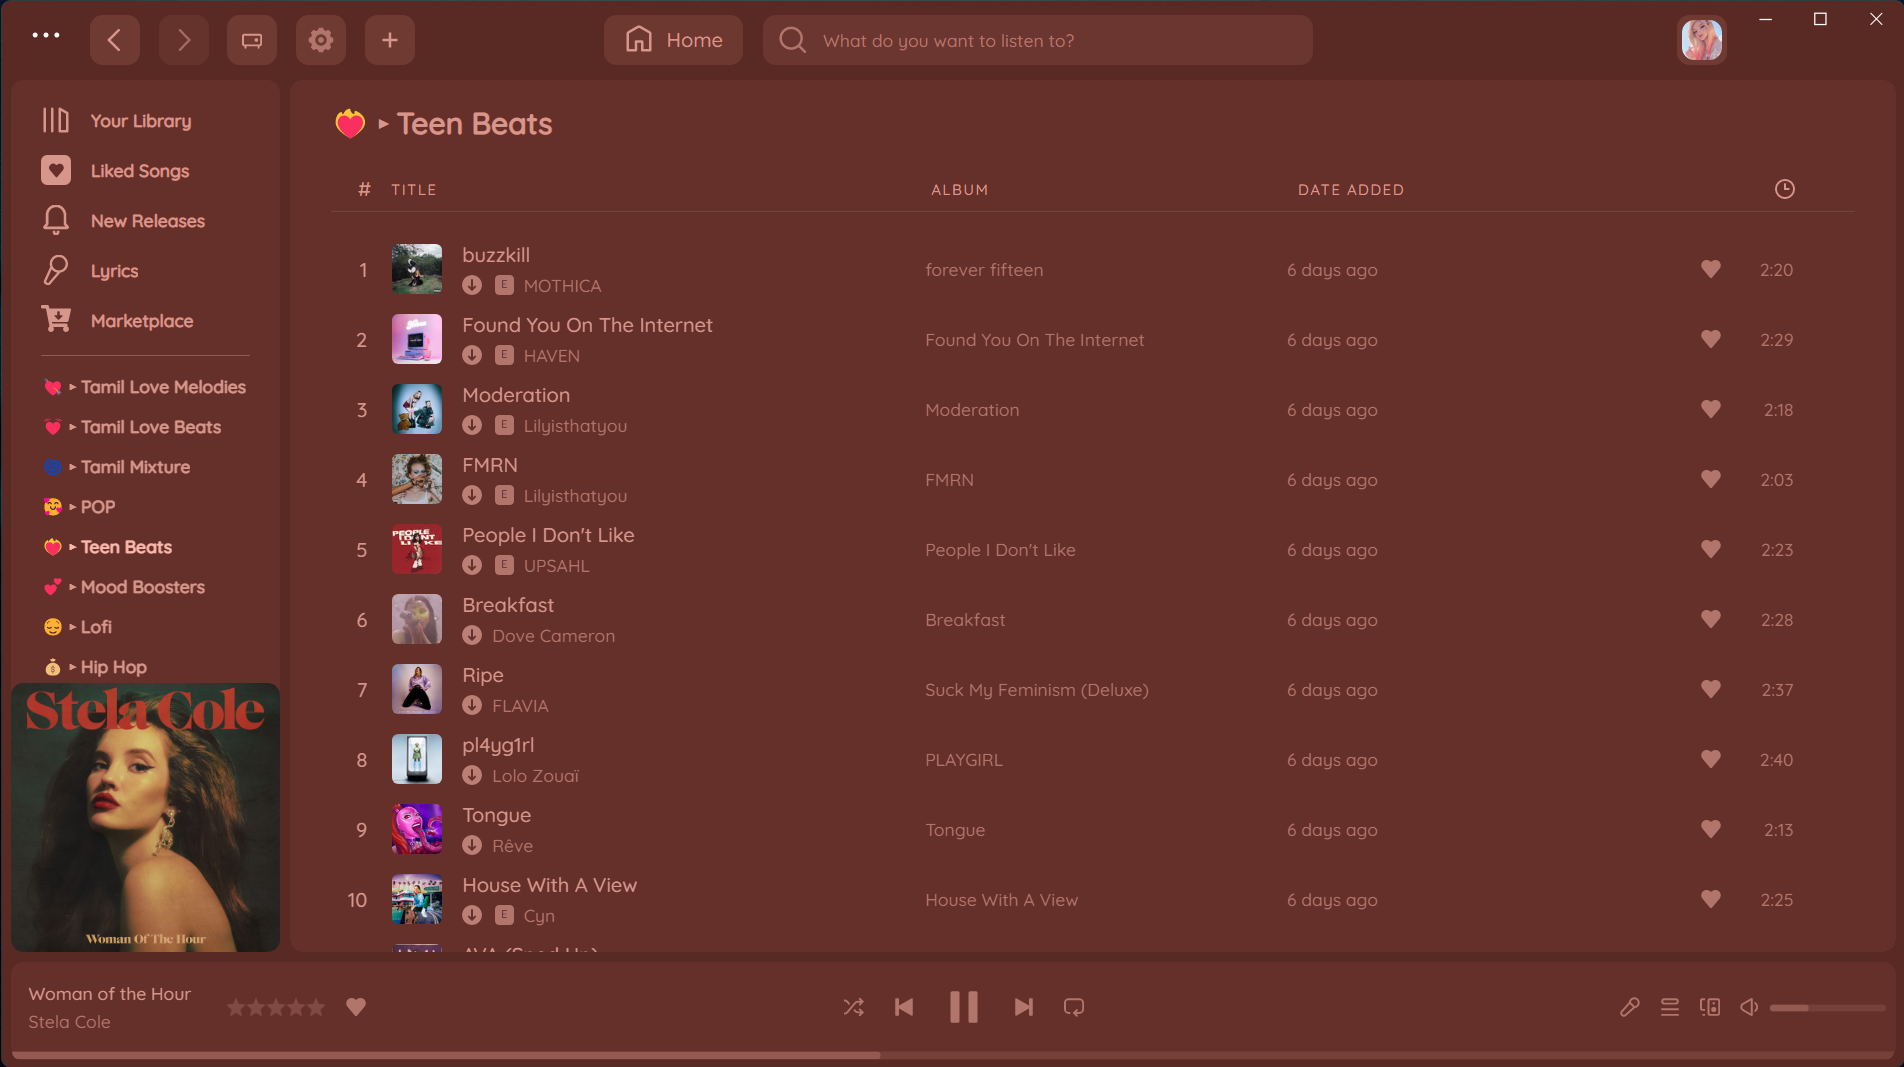 Home
What do you want to listen to?
Your Library
Liked Songs
New Releases
Lyrics
Marketplace
Tamil Love Melodies
Tamil Love Beats
Tamil Mixture
POP
Teen Beats
Mood Boosters
Lofi
Hip Hop
Stela Cole
Woman Of The Hour
Teen Beats
# TITLE ALBUM DATE ADDED
1 buzzkill forever fifteen 6 days ago 2:20
E MOTHICA
2 Found You On The Internet Found You On The Internet 6 days ago 2:29
E HAVEN
3 Moderation Moderation 6 days ago 2:18
E Lilyisthatyou
4 FMRN FMRN 6 days ago 2:03
E Lilyisthatyou
PEOPLE
I DON'T
LIKE
5 People I Don't Like People I Don't Like 6 days ago 2:23
E UPSAHL
6 Breakfast Breakfast 6 days ago 2:28
Dove Cameron
7 Ripe Suck My Feminism (Deluxe) 6 days ago 2:37
FLAVIA
8 pl4yg1rl PLAYGIRL 6 days ago 2:40
Lolo Zouaï
9 Tongue Tongue 6 days ago 2:13
Rêve
10 House With A View House With A View 6 days ago 2:25
E Cyn
AVA (Sped Up)
Woman of the Hour
Stela Cole